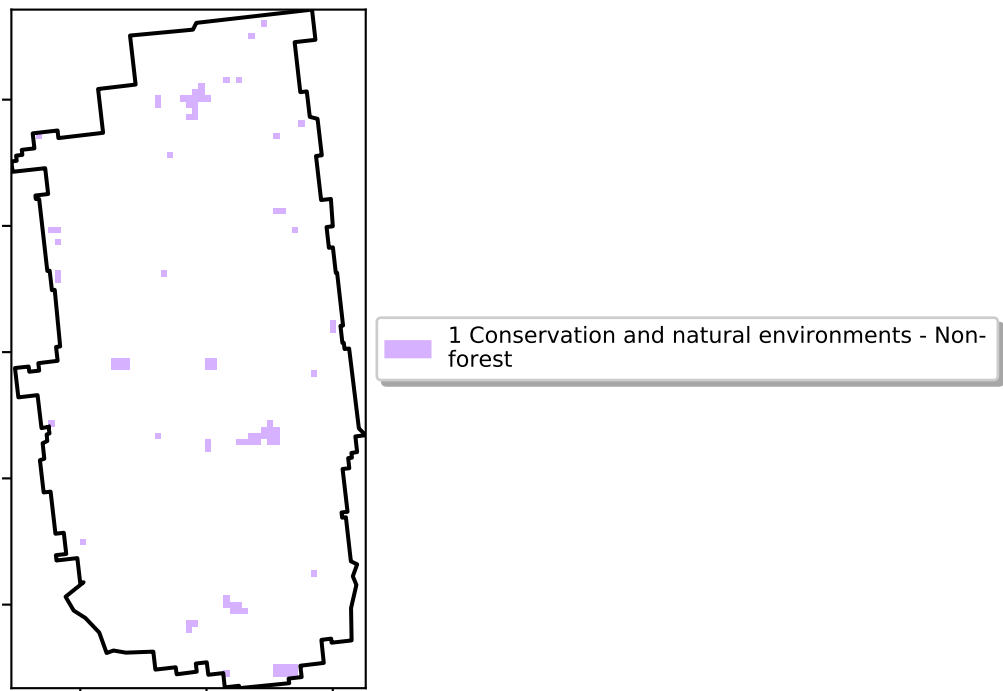 1 Conservation and natural environments - Non-
forest